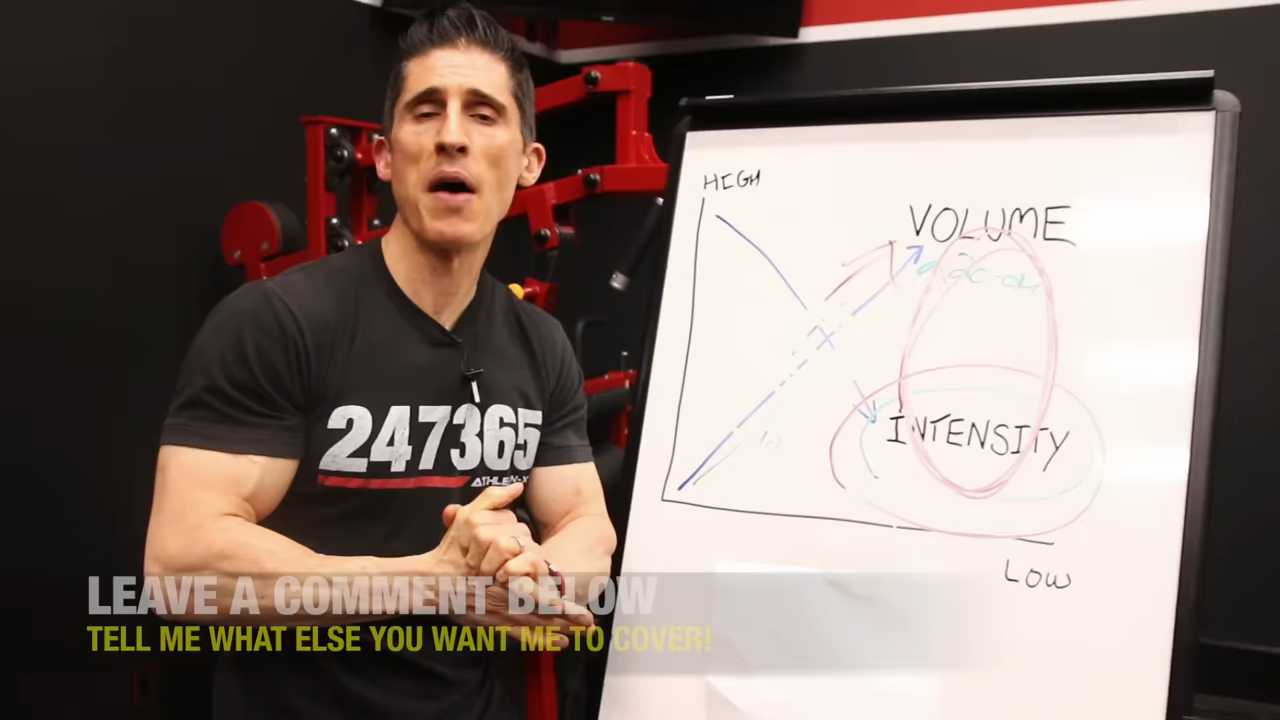 HIGH
VOLUME
INTENSITY
LOW
247365
LEAVE A COMMENT BELOW
TELL ME WHAT ELSE YOU WANT ME TO COVER!